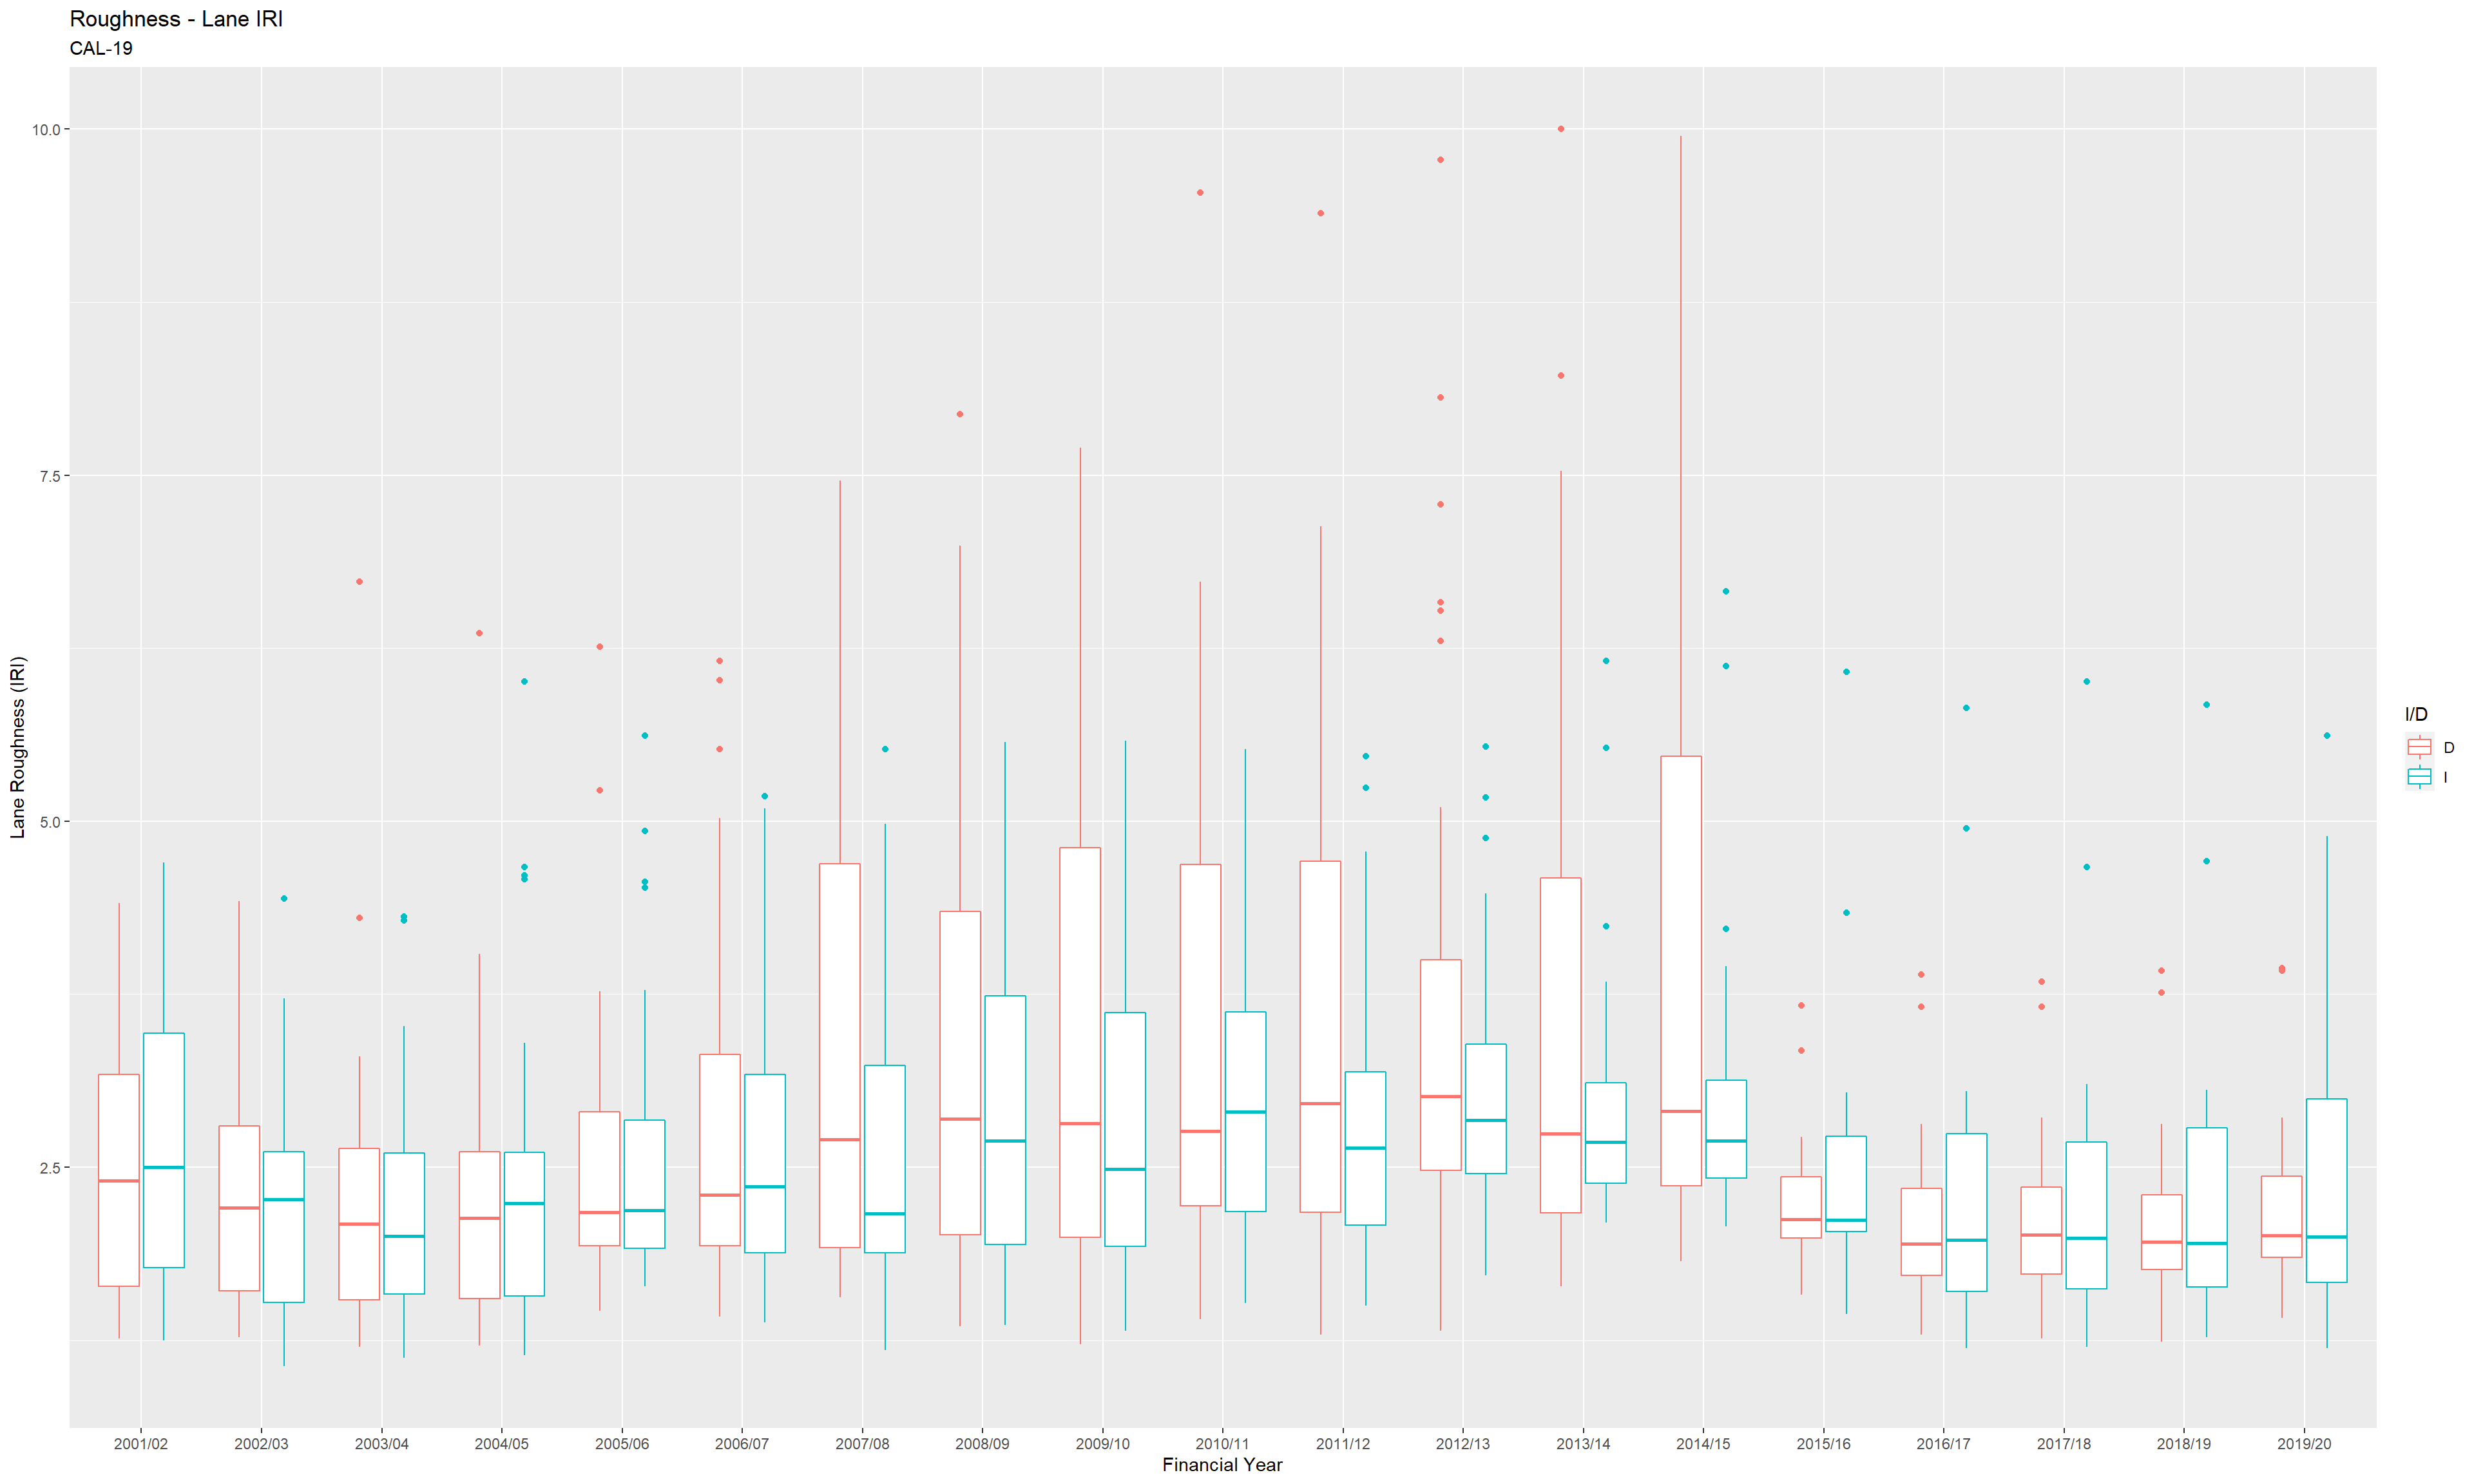 Roughness - Lane IRI
CAL-19
Lane Roughness (IRI)
10.0
7.5
5.0
2.5
2001/02 2002/03 2003/04 2004/05 2005/06 2006/07 2007/08 2008/09 2009/10 2010/11 2011/12 2012/13 2013/14 2014/15 2015/16 2016/17 2017/18 2018/19 2019/20
Financial Year
I/D
D
I